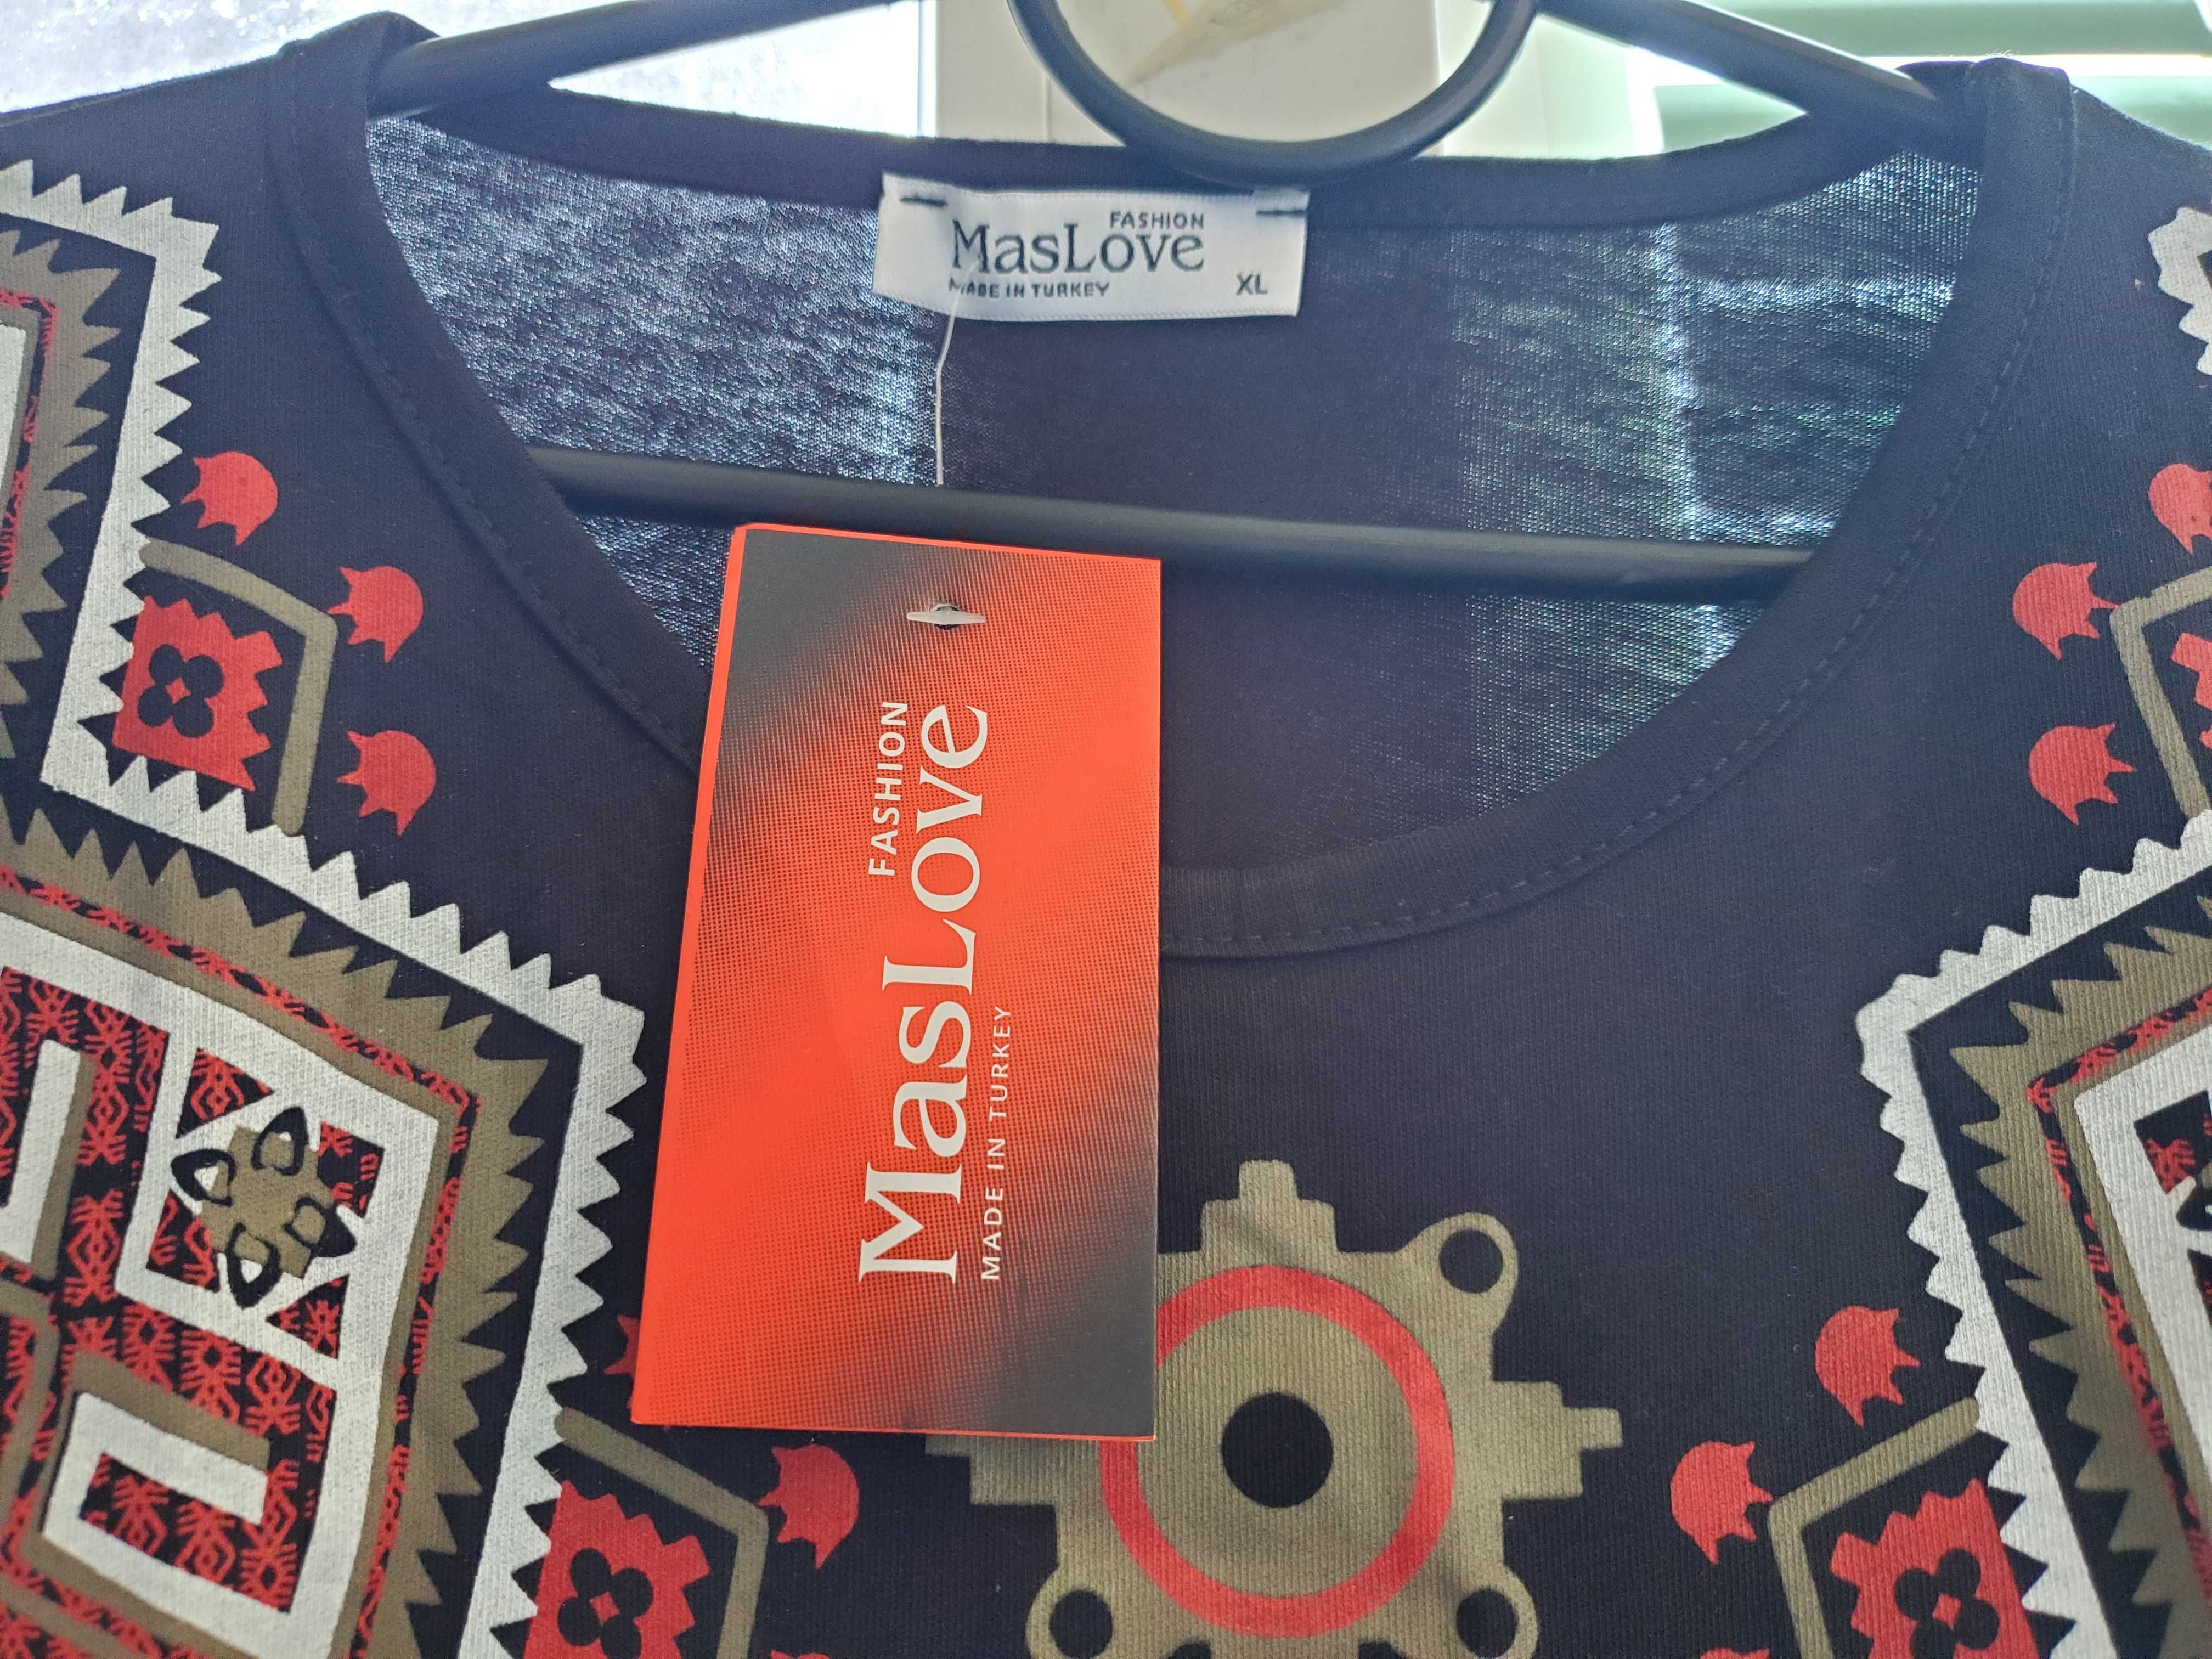 FASHION
MasLove
MADE IN TURKEY XL
FASHION
MasLove
MADE IN TURKEY